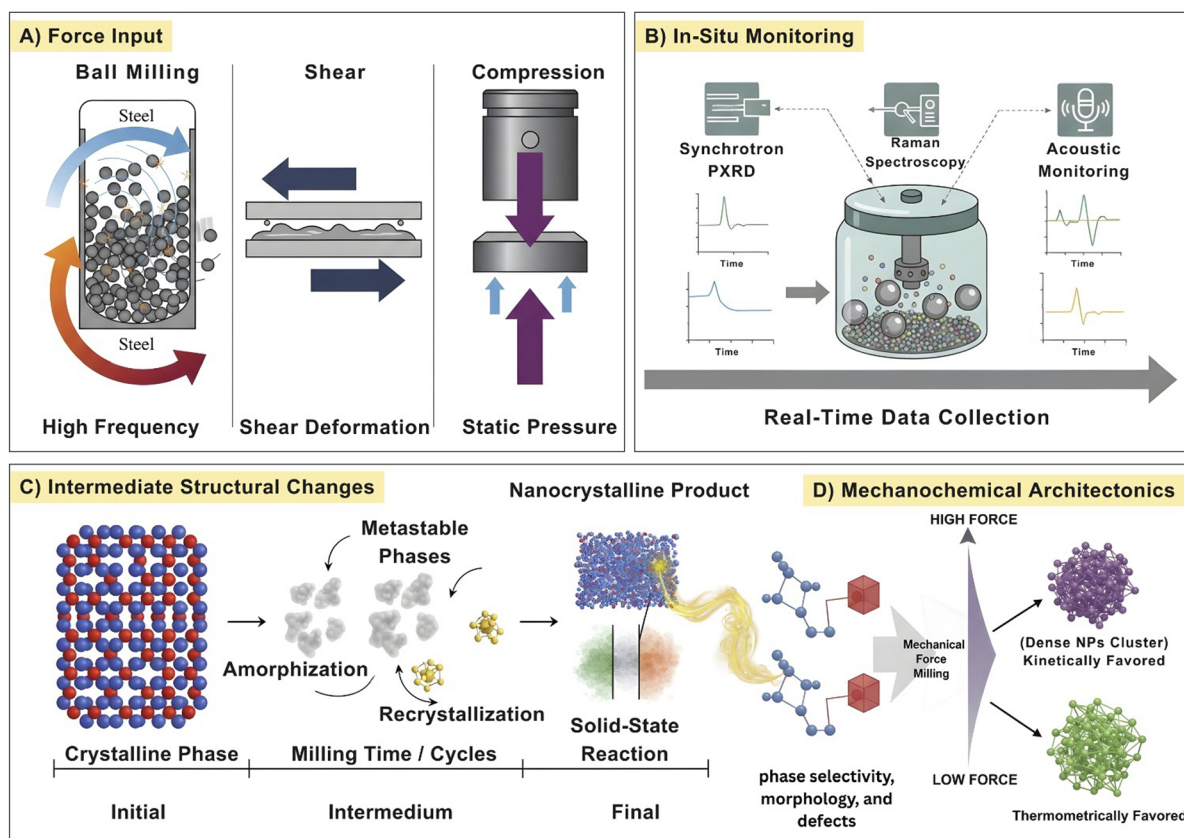 A) Force Input
Ball Milling
Steel
Steel
High Frequency
Shear
Shear Deformation
Compression
Static Pressure
B) In-Situ Monitoring
Synchrotron
PXRD
Raman
Spectroscopy
Acoustic
Monitoring
Time
Time
Time
Time
Real-Time Data Collection
C) Intermediate Structural Changes
Crystalline Phase
Initial
Metastable
Phases
Amorphization
Recrystallization
Milling Time / Cycles
Intermedium
Nanocrystalline Product
Solid-State
Reaction
Final
phase selectivity,
morphology, and
defects
D) Mechanochemical Architectonics
HIGH FORCE
Mechanical
Force
Milling
LOW FORCE
(Dense NPs Cluster)
Kinetically Favored
Thermometrically Favored